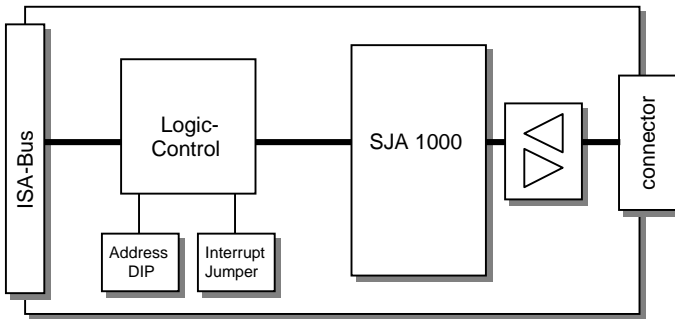 ISA-Bus
Logic-
Control
SJA 1000
connector
Address
DIP
Interrupt
Jumper